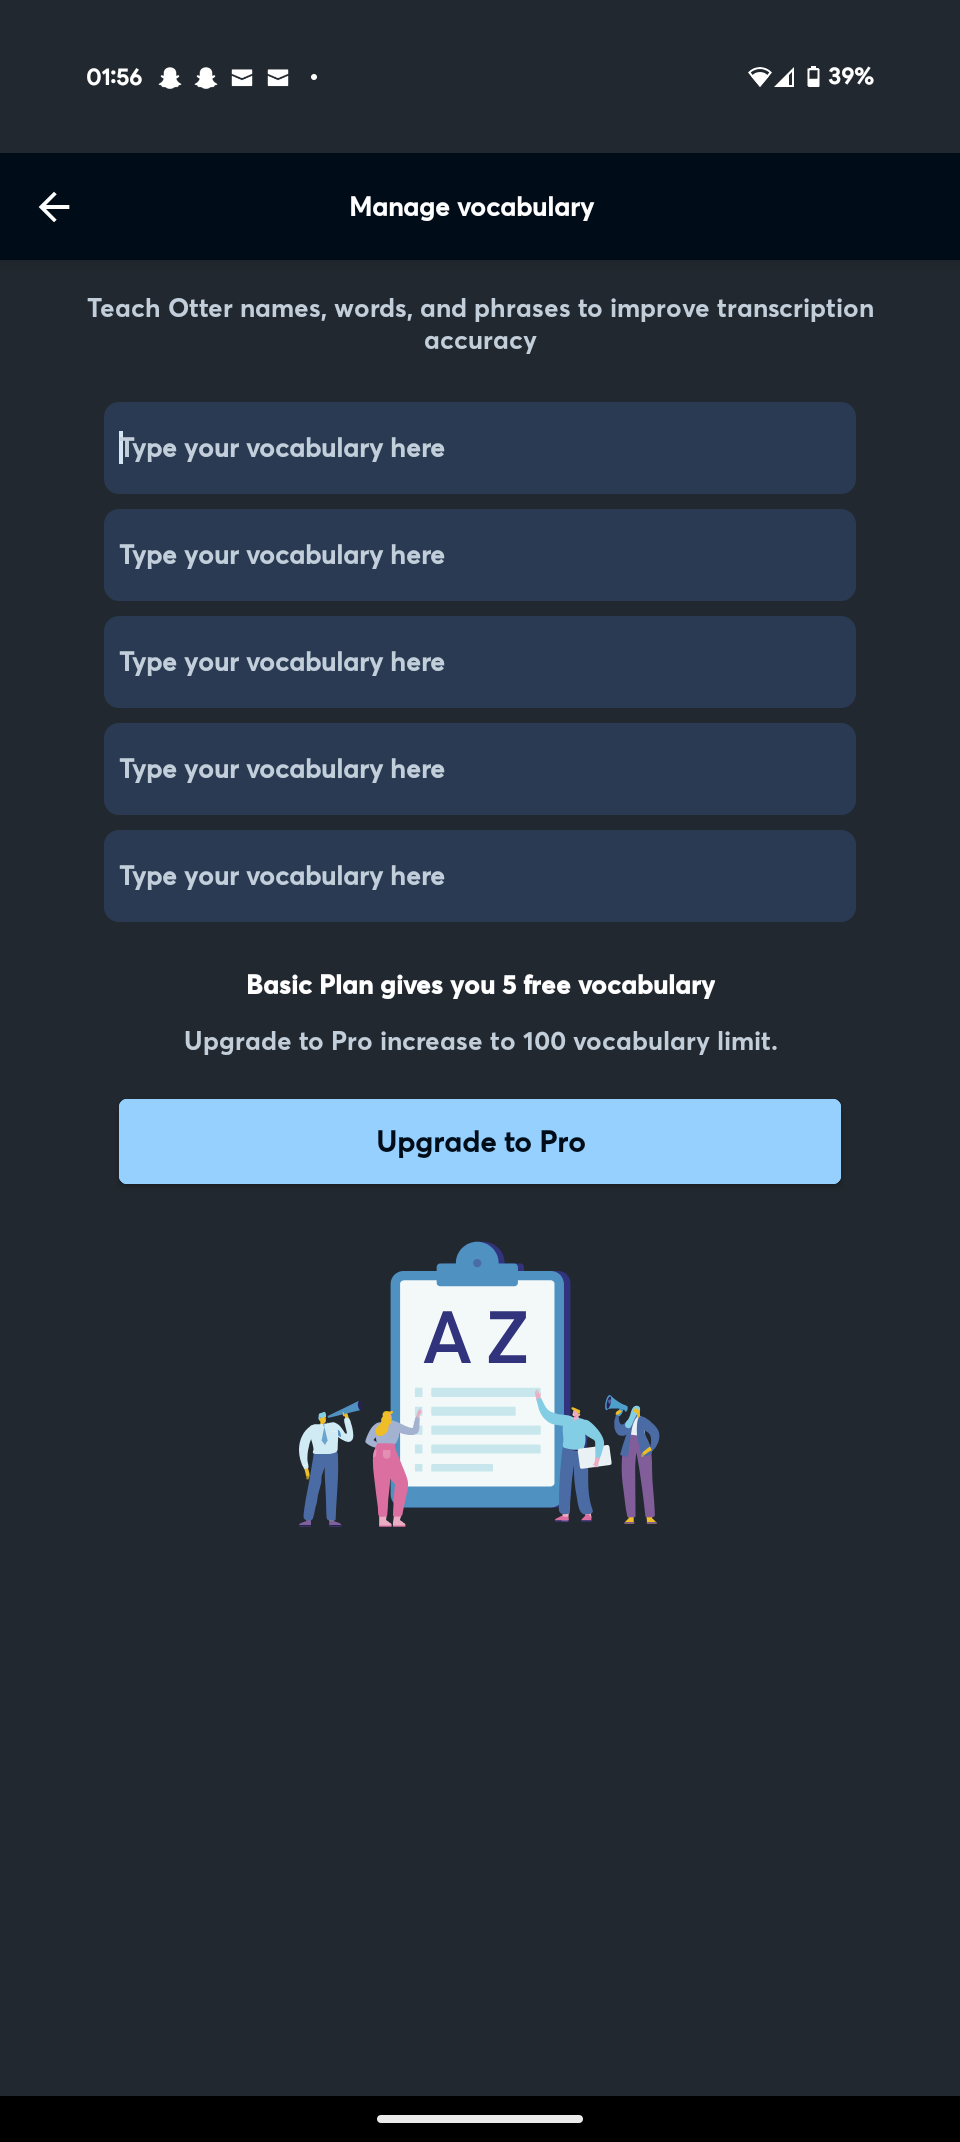 01:56
39%
Manage vocabulary
Teach Otter names, words, and phrases to improve transcription
accuracy
Type your vocabulary here
Type your vocabulary here
Type your vocabulary here
Type your vocabulary here
Type your vocabulary here
Basic Plan gives you 5 free vocabulary
Upgrade to Pro increase to 100 vocabulary limit.
Upgrade to Pro
A Z